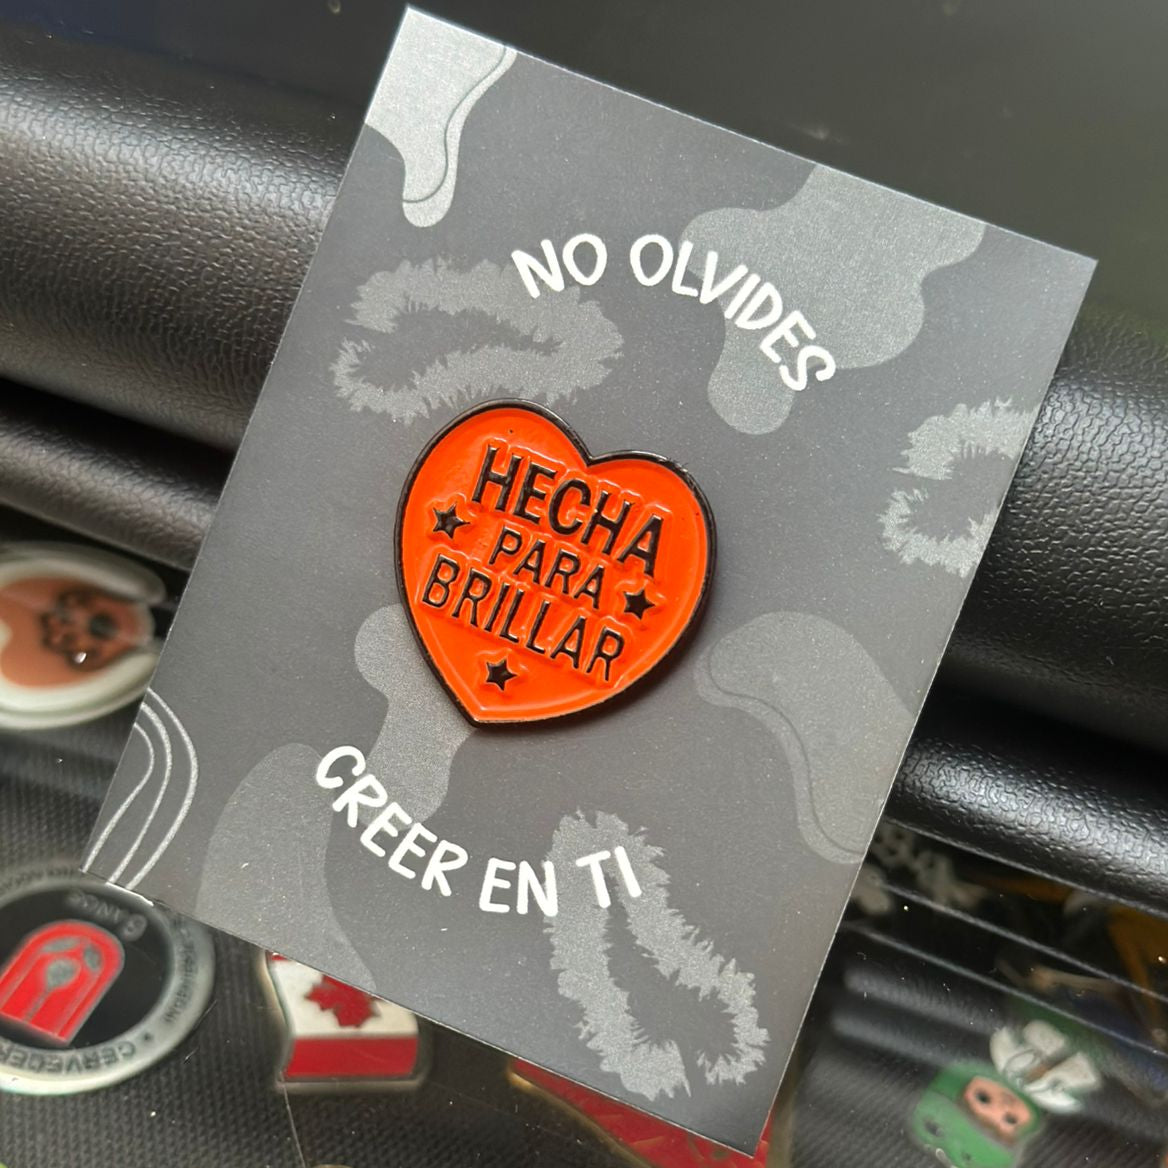 NO OLVIDES
HECHA
PARA
BRILLAR
CREER EN TI